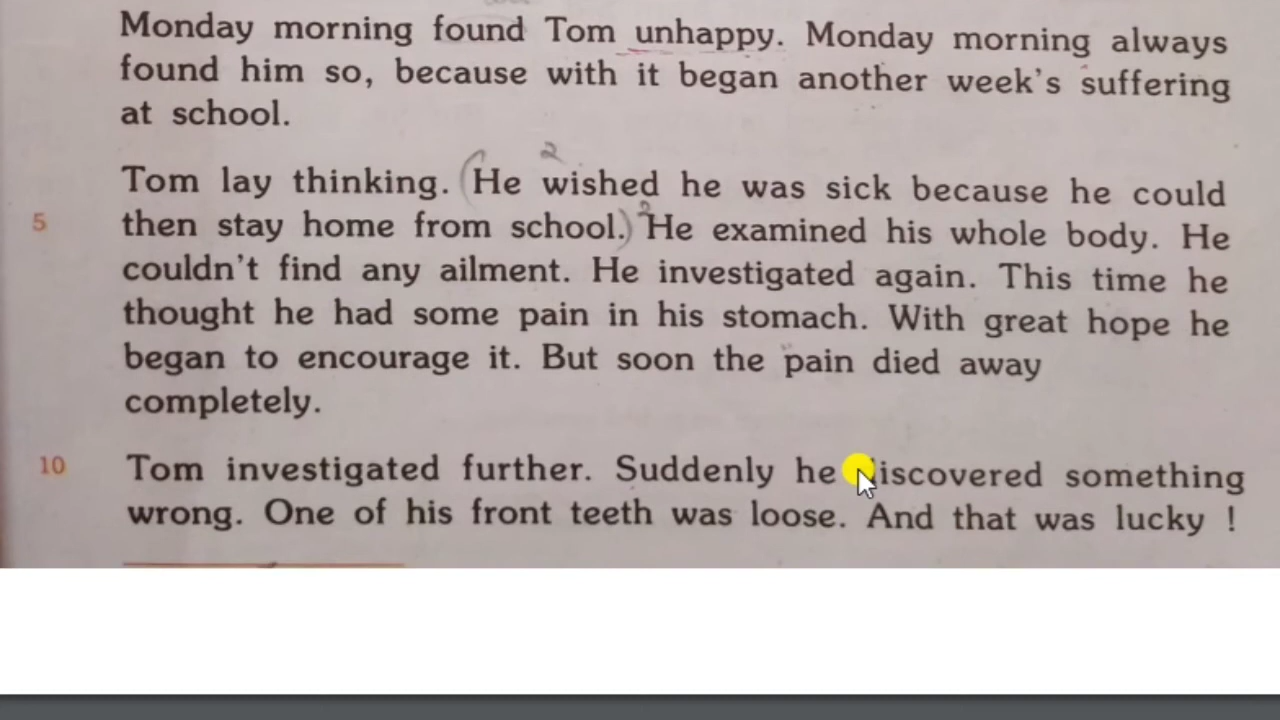 Monday morning found Tom unhappy. Monday morning always
found him so, because with it began another week's suffering
at school.
2
Tom lay thinking. (He wished he was sick because he could
5 then stay home from school.) He examined his whole body. He
couldn't find any ailment. He investigated again. This time he
thought he had some pain in his stomach. With great hope he
began to encourage it. But soon the pain died away
completely.
10 Tom investigated further. Suddenly he discovered something
wrong. One of his front teeth was loose. And that was lucky !